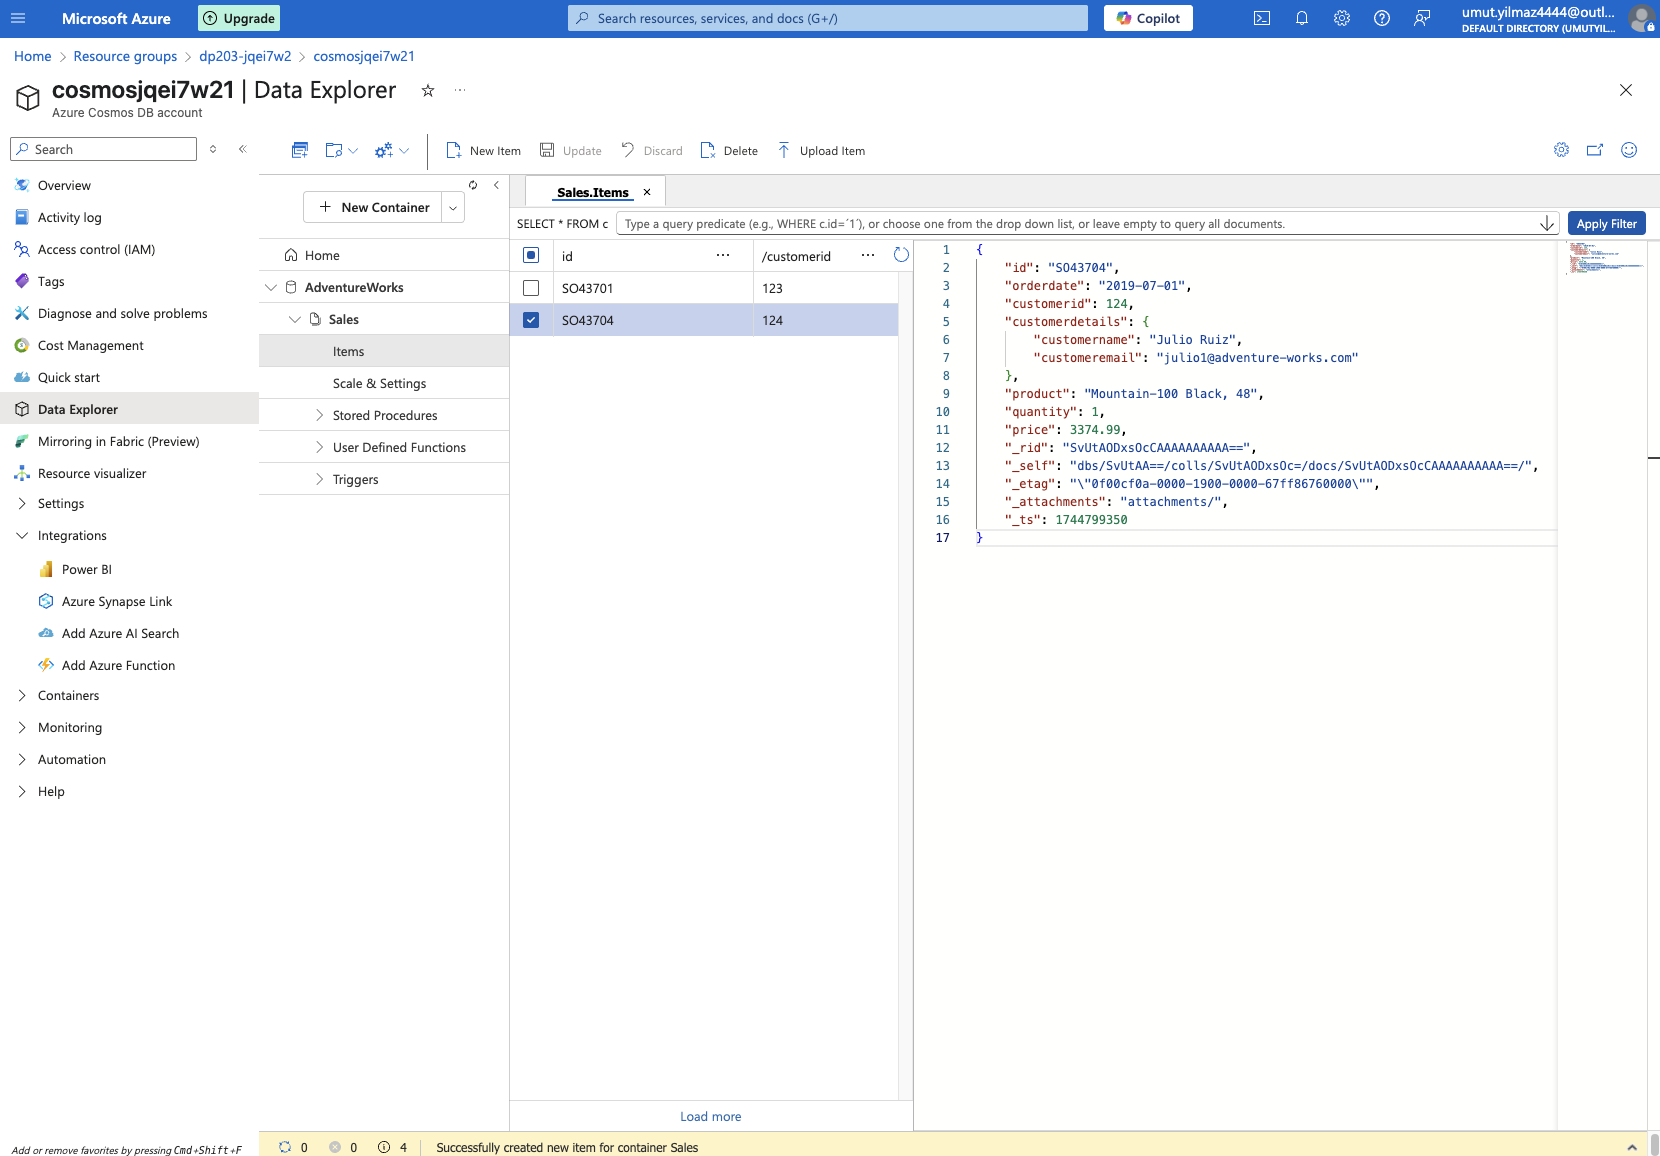 Microsoft Azure
Upgrade
Search resources, services, and docs (G+/)
Copilot
umut.yilmaz4444@outl...
DEFAULT DIRECTORY (UMUTYIL...
Home > Resource groups > dp203-jqei7w2 > cosmosjqei7w21
cosmosjqei7w21 | Data Explorer
Azure Cosmos DB account
Search
Overview
Activity log
Access control (IAM)
Tags
Diagnose and solve problems
Cost Management
Quick start
Data Explorer
Mirroring in Fabric (Preview)
Resource visualizer
Settings
Integrations
Power BI
Azure Synapse Link
Add Azure AI Search
Add Azure Function
Containers
Monitoring
Automation
Help
Add or remove favorites by pressing Cmd+Shift+F
New Item
Update
Discard
Delete
Upload Item
New Container
Home
AdventureWorks
Sales
Items
Scale & Settings
Stored Procedures
User Defined Functions
Triggers
Sales.Items
SELECT * FROM c
Type a query predicate (e.g., WHERE c.id=´1´), or choose one from the drop down list, or leave empty to query all documents.
Apply Filter
id ... /customerid ...
SO43701 123
SO43704 124
Load more
1 {
2 "id": "SO43704",
3 "orderdate": "2019-07-01",
4 "customerid": 124,
5 "customerdetails": {
6 "customername": "Julio Ruiz",
7 "customeremail": "julio1@adventure-works.com"
8 },
9 "product": "Mountain-100 Black, 48",
10 "quantity": 1,
11 "price": 3374.99,
12 "_rid": "SvUtAODxsOcCAAAAAAAAAA==",
13 "_self": "dbs/SvUtAA==/colls/SvUtAODxsOc=/docs/SvUtAODxsOcCAAAAAAAAAA==/",
14 "_etag": "\"0f00cf0a-0000-1900-0000-67ff86760000\"",
15 "_attachments": "attachments/",
16 "_ts": 1744799350
17 }
0 0 4 Successfully created new item for container Sales